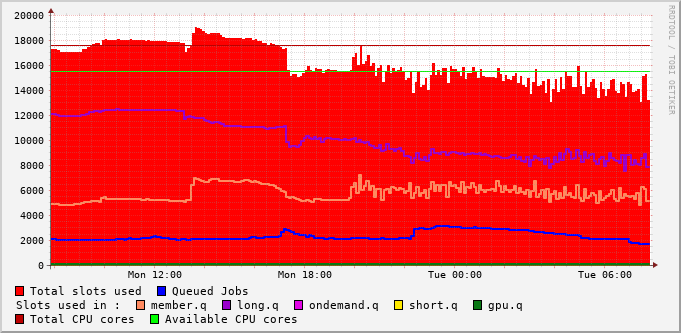 20000
18000
16000
14000
12000
10000
8000
6000
4000
2000
0
Mon 12:00 Mon 18:00 Tue 00:00 Tue 06:00
RRDTOOL / TOBI OETIKER
Total slots used Queued Jobs
Slots used in : member.q long.q ondemand.q short.q gpu.q
Total CPU cores Available CPU cores